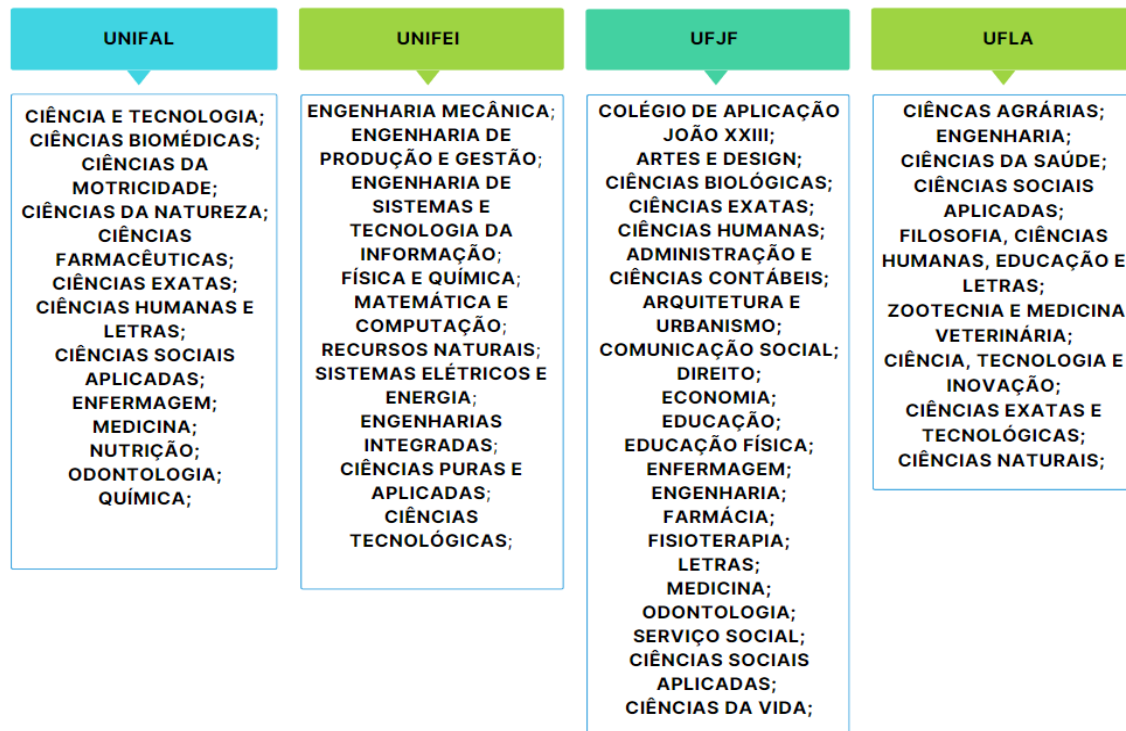 UNIFAL
CIÊNCIA E TECNOLOGIA;
CIÊNCIAS BIOMÉDICAS;
CIÊNCIAS DA
MOTRICIDADE;
CIÊNCIAS DA NATUREZA;
CIÊNCIAS
FARMACÊUTICAS;
CIÊNCIAS EXATAS;
CIÊNCIAS HUMANAS E
LETRAS;
CIÊNCIAS SOCIAIS
APLICADAS;
ENFERMAGEM;
MEDICINA;
NUTRIÇÃO;
ODONTOLOGIA;
QUÍMICA;
UNIFEI
ENGENHARIA MECÂNICA;
ENGENHARIA DE
PRODUÇÃO E GESTÃO;
ENGENHARIA DE
SISTEMAS E
TECNOLOGIA DA
INFORMAÇÃO;
FÍSICA E QUÍMICA;
MATEMÁTICA E
COMPUTAÇÃO;
RECURSOS NATURAIS;
SISTEMAS ELÉTRICOS E
ENERGIA;
ENGENHARIAS
INTEGRADAS;
CIÊNCIAS PURAS E
APLICADAS;
CIÊNCIAS
TECNOLÓGICAS;
UFJF
COLÉGIO DE APLICAÇÃO
JOÃO XXIII;
ARTES E DESIGN;
CIÊNCIAS BIOLÓGICAS;
CIÊNCIAS EXATAS;
CIÊNCIAS HUMANAS;
ADMINISTRAÇÃO E
CIÊNCIAS CONTÁBEIS;
ARQUITETURA E
URBANISMO;
COMUNICAÇÃO SOCIAL;
DIREITO;
ECONOMIA;
EDUCAÇÃO;
EDUCAÇÃO FÍSICA;
ENFERMAGEM;
ENGENHARIA;
FARMÁCIA;
FISIOTERAPIA;
LETRAS;
MEDICINA;
ODONTOLOGIA;
SERVIÇO SOCIAL;
CIÊNCIAS SOCIAIS
APLICADAS;
CIÊNCIAS DA VIDA;
UFLA
CIÊNCAS AGRÁRIAS;
ENGENHARIA;
CIÊNCIAS DA SAÚDE;
CIÊNCIAS SOCIAIS
APLICADAS;
FILOSOFIA, CIÊNCIAS
HUMANAS, EDUCAÇÃO E
LETRAS;
ZOOTECNIA E MEDICINA
VETERINÁRIA;
CIÊNCIA, TECNOLOGIA E
INOVAÇÃO;
CIÊNCIAS EXATAS E
TECNOLÓGICAS;
CIÊNCIAS NATURAIS;